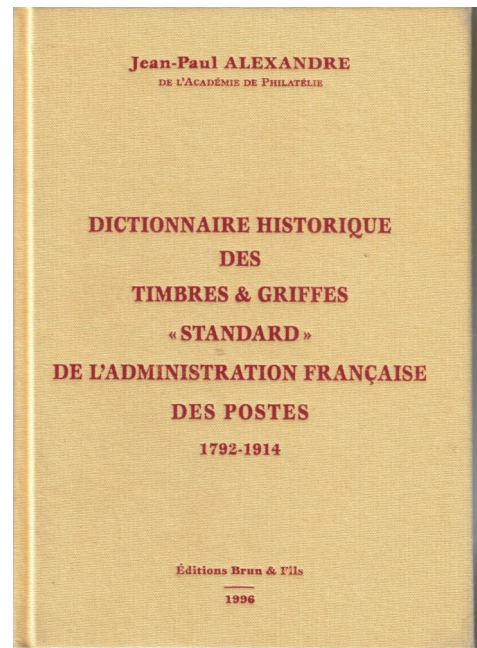 Jean-Paul ALEXANDRE
DE L'ACADÉMIE DE PHILATÉLIE
DICTIONNAIRE HISTORIQUE
DES
TIMBRES & GRIFFES
« STANDARD »
DE L'ADMINISTRATION FRANÇAISE
DES POSTES
1792-1914
Éditions Brun & Fils
1996